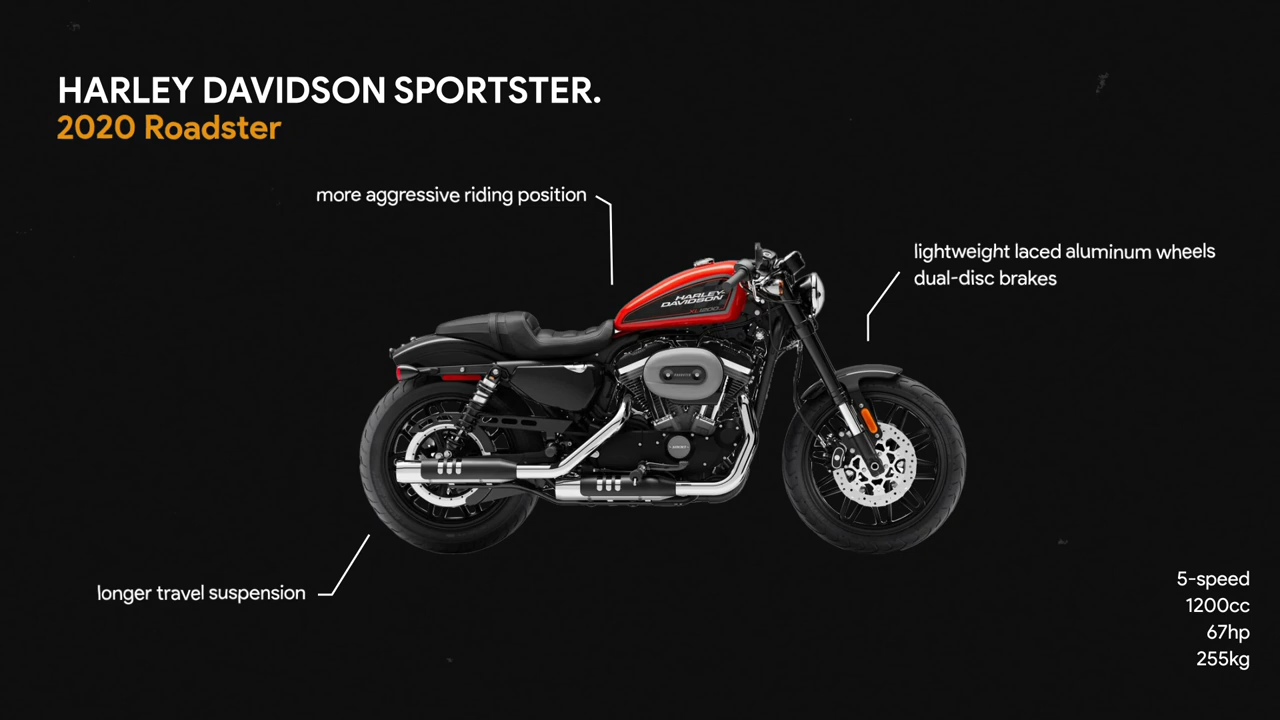 HARLEY DAVIDSON SPORTSTER.
2020 Roadster
more aggressive riding position
lightweight laced aluminum wheels
dual-disc brakes
HARLEY-
DAVIDSON
XL1200
longer travel suspension
5-speed
1200cc
67hp
255kg